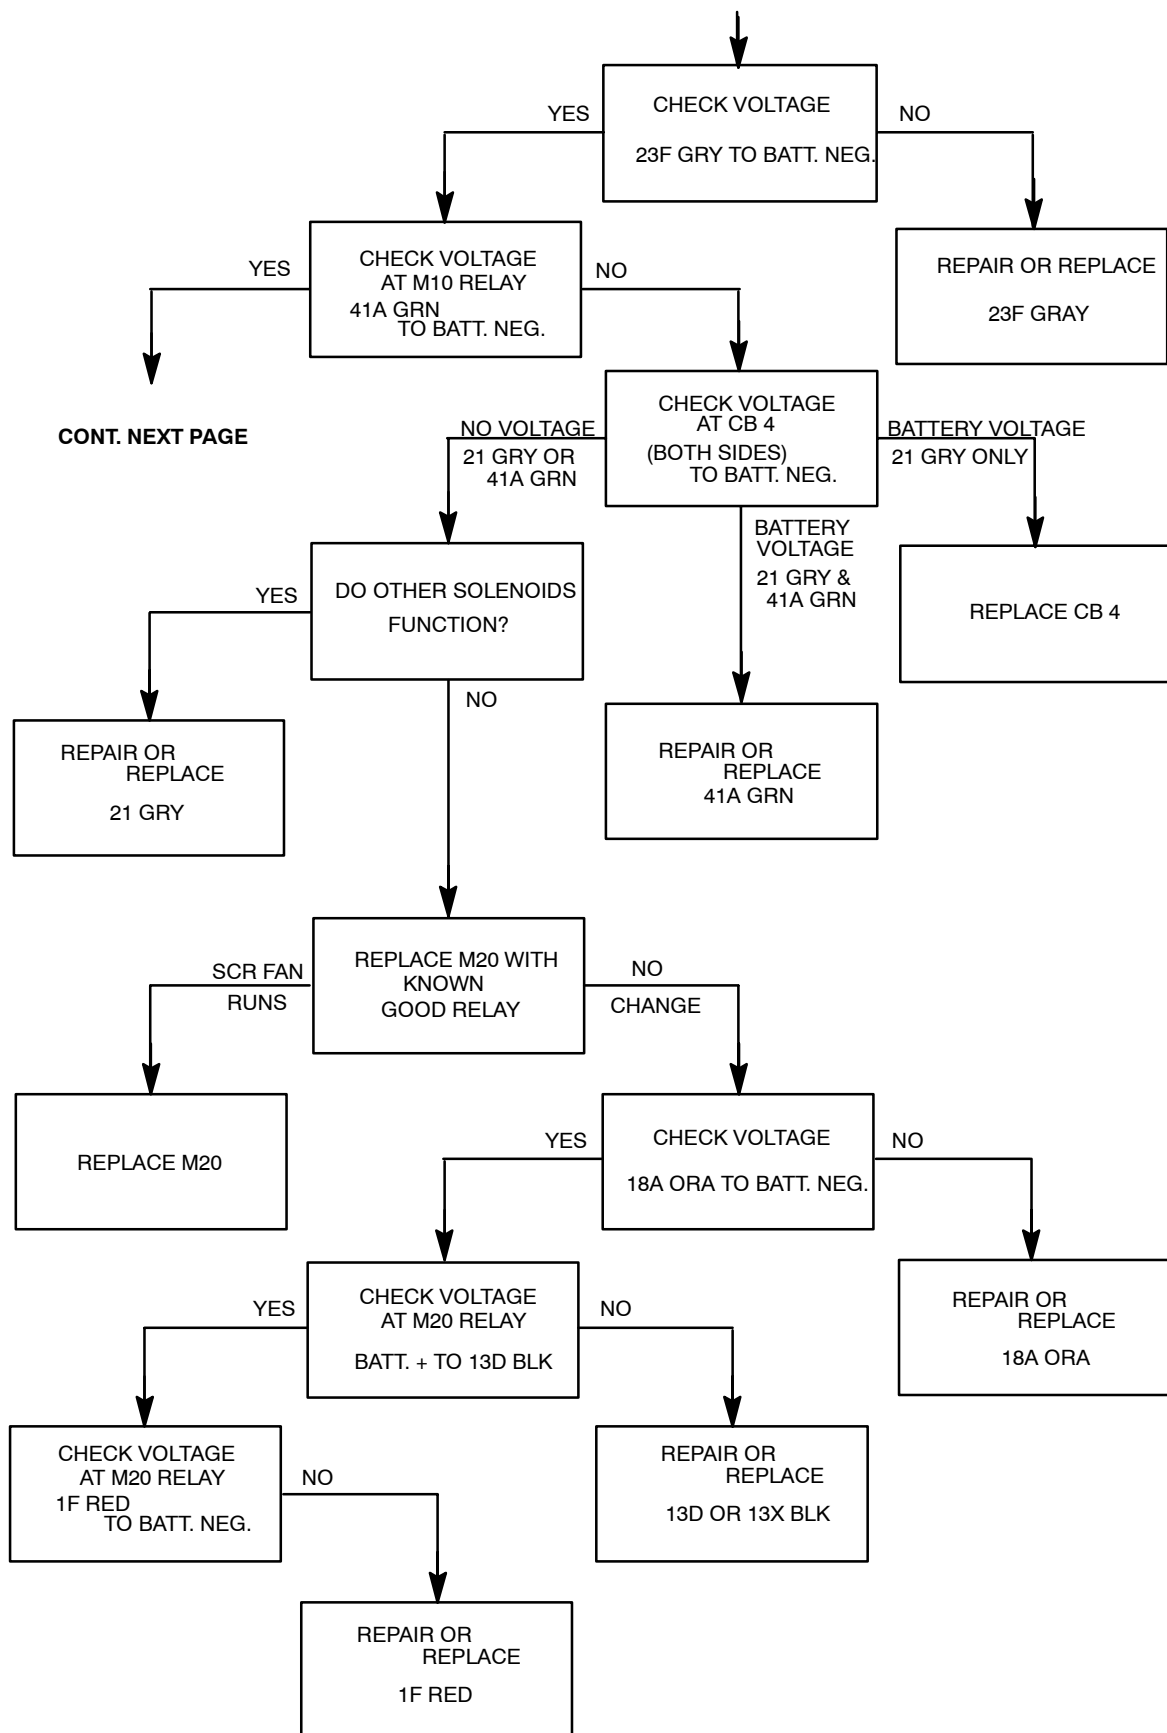 CHECK VOLTAGE
23F GRY TO BATT. NEG.
YES
NO
CHECK VOLTAGE
AT M10 RELAY
41A GRN
TO BATT. NEG.
YES
NO
REPAIR OR REPLACE
23F GRAY
CONT. NEXT PAGE
CHECK VOLTAGE
AT CB 4
(BOTH SIDES)
TO BATT. NEG.
NO VOLTAGE
21 GRY OR
41A GRN
BATTERY VOLTAGE
21 GRY ONLY
BATTERY
VOLTAGE
21 GRY &
41A GRN
DO OTHER SOLENOIDS
FUNCTION?
YES
NO
REPLACE CB 4
REPAIR OR
REPLACE
21 GRY
REPAIR OR
REPLACE
41A GRN
REPLACE M20 WITH
KNOWN
GOOD RELAY
SCR FAN
RUNS
NO
CHANGE
REPLACE M20
CHECK VOLTAGE
18A ORA TO BATT. NEG.
YES
NO
CHECK VOLTAGE
AT M20 RELAY
BATT. + TO 13D BLK
YES
NO
REPAIR OR
REPLACE
18A ORA
CHECK VOLTAGE
AT M20 RELAY
1F RED
TO BATT. NEG.
NO
REPAIR OR
REPLACE
13D OR 13X BLK
REPAIR OR
REPLACE
1F RED